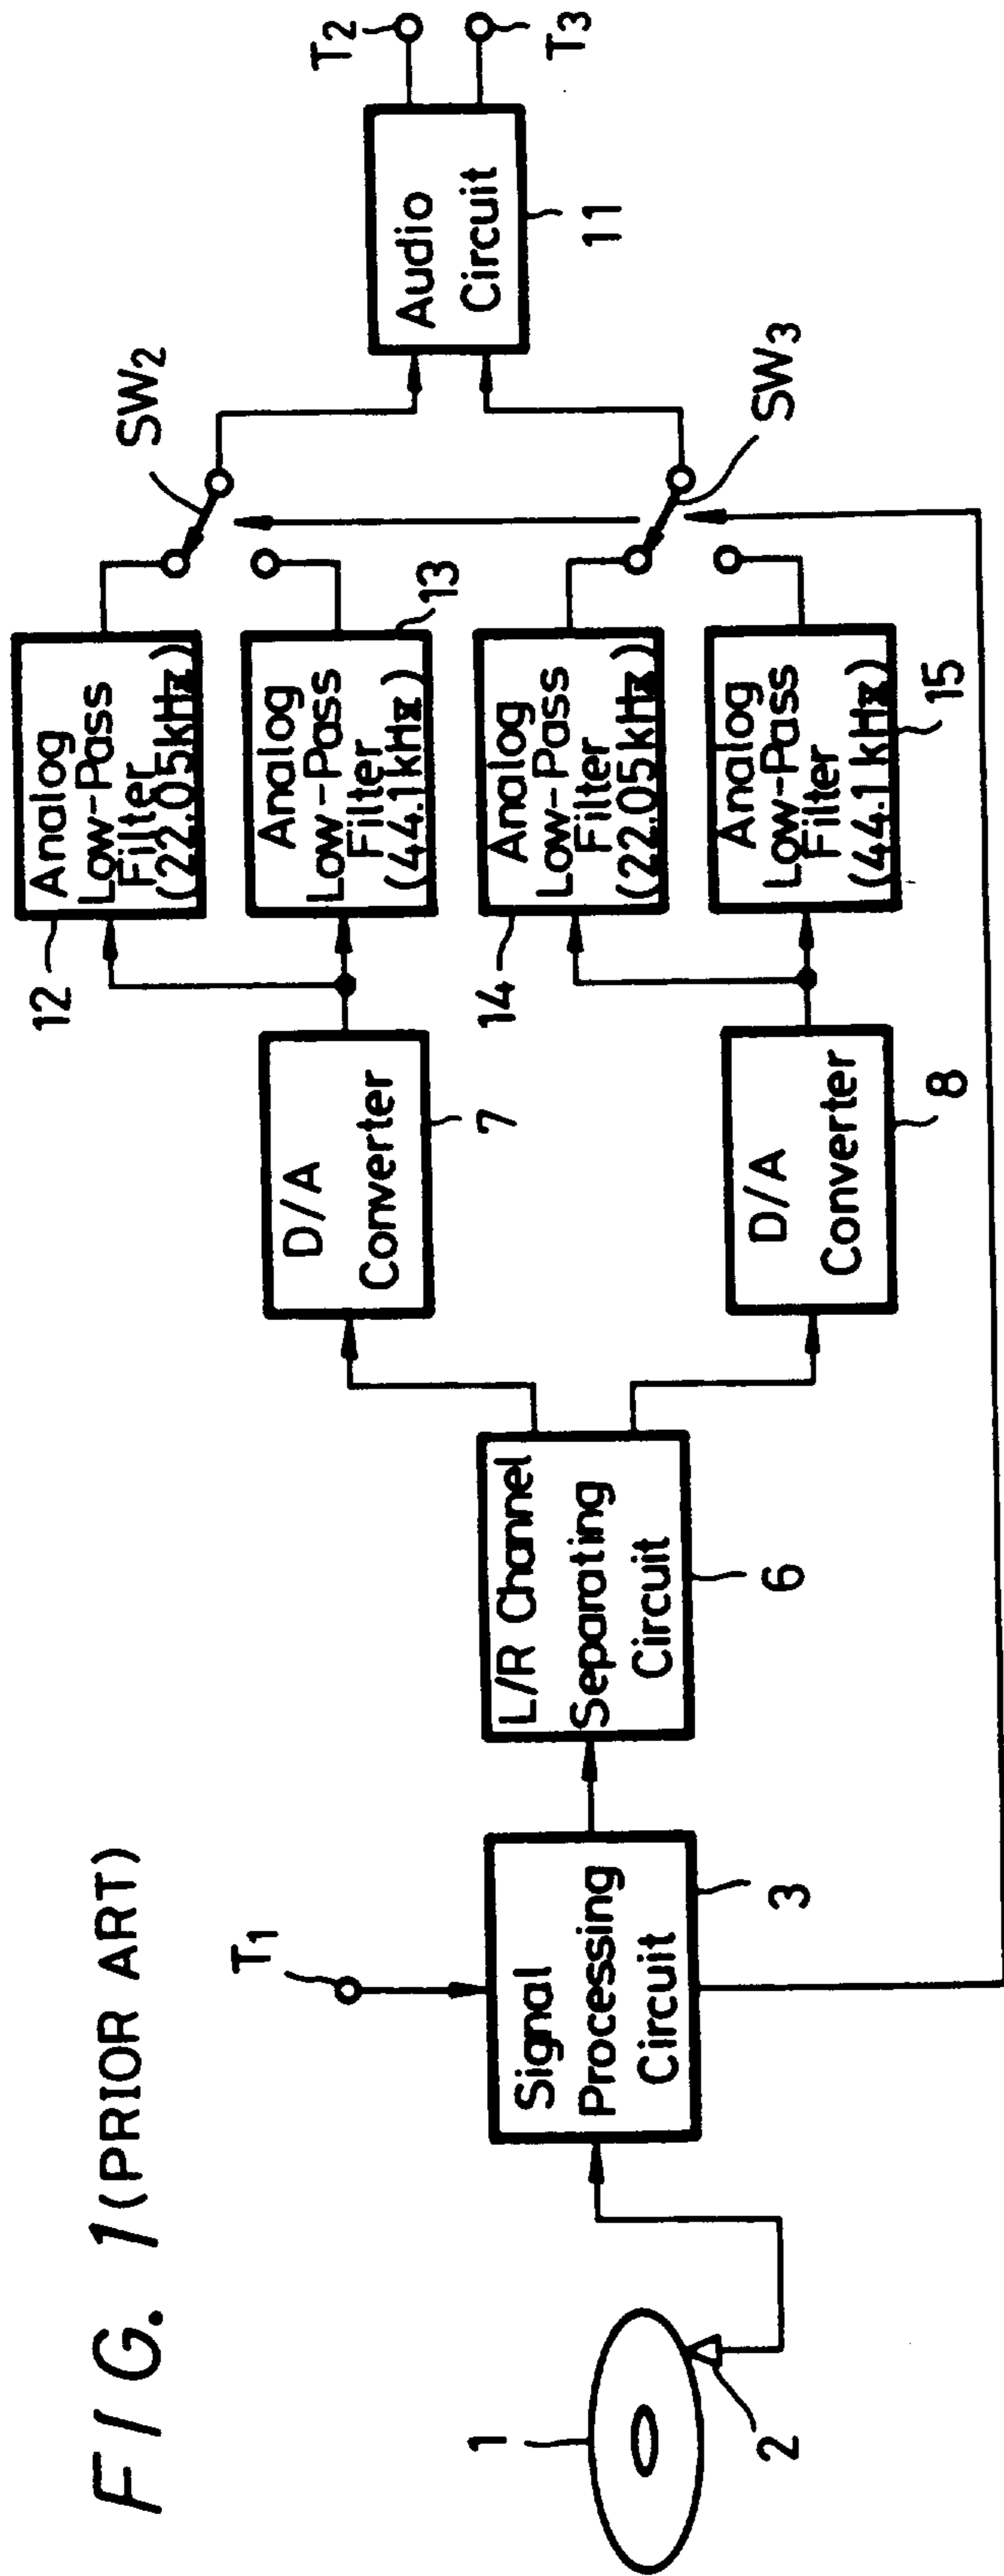 FIG. 1 (PRIOR ART)
1
2
T1
Signal
Processing
Circuit
3
L/R Channel
Separating
Circuit
6
D/A
Converter
7
D/A
Converter
8
12
Analog
Low-Pass
Filter
(22.05kHz)
Analog
Low-Pass
Filter
(44.1kHz)
13
14
Analog
Low-Pass
Filter
(22.05kHz)
Analog
Low-Pass
Filter
(44.1kHz)
15
SW2
SW3
Audio
Circuit
11
T2
T3